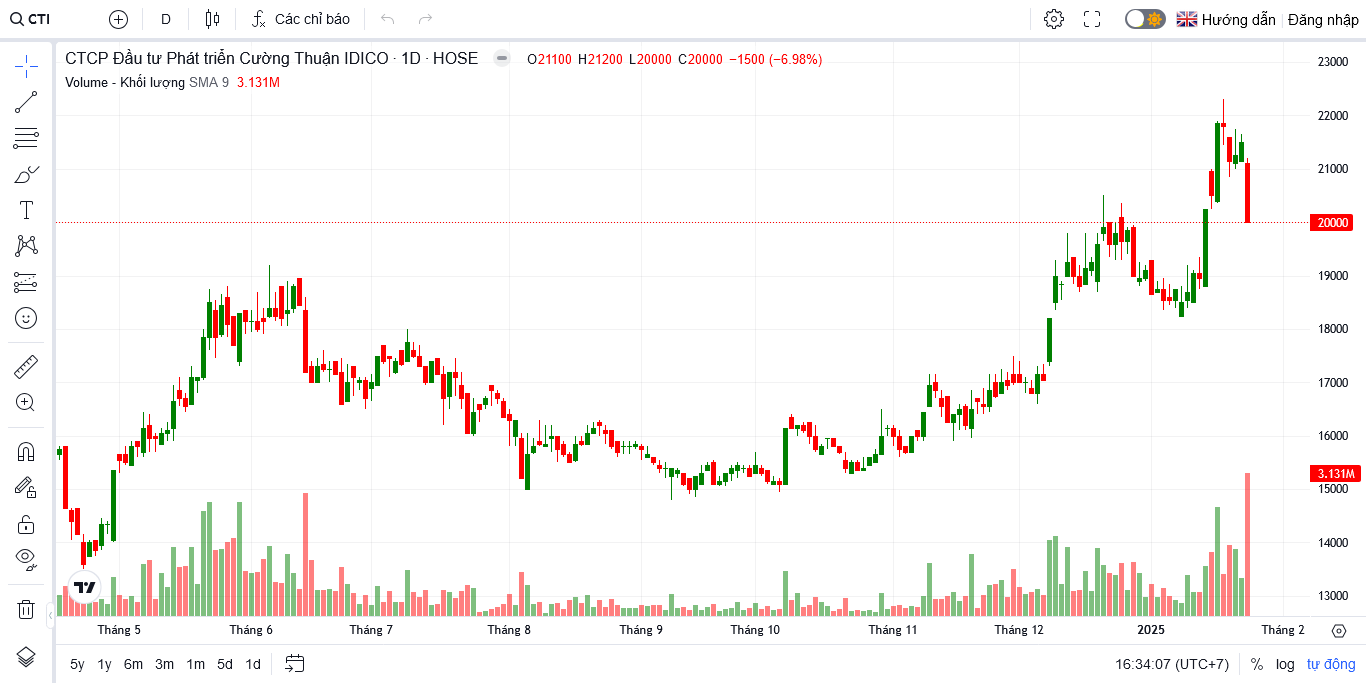 CTI
D
Các chỉ báo
Hướng dẫn
Đăng nhập
CTCP Đầu tư Phát triển Cường Thuận IDICO · 1D · HOSE
O21100 H21200 L20000 C20000 −1500 (−6.98%)
Volume - Khối lượng SMA 9 3.131M
23000
22000
21000
20000
19000
18000
17000
16000
3.131M
15000
14000
13000
Tháng 5
Tháng 6
Tháng 7
Tháng 8
Tháng 9
Tháng 10
Tháng 11
Tháng 12
2025
Tháng 2
5y 1y 6m 3m 1m 5d 1d
16:34:07 (UTC+7)
% log tự động